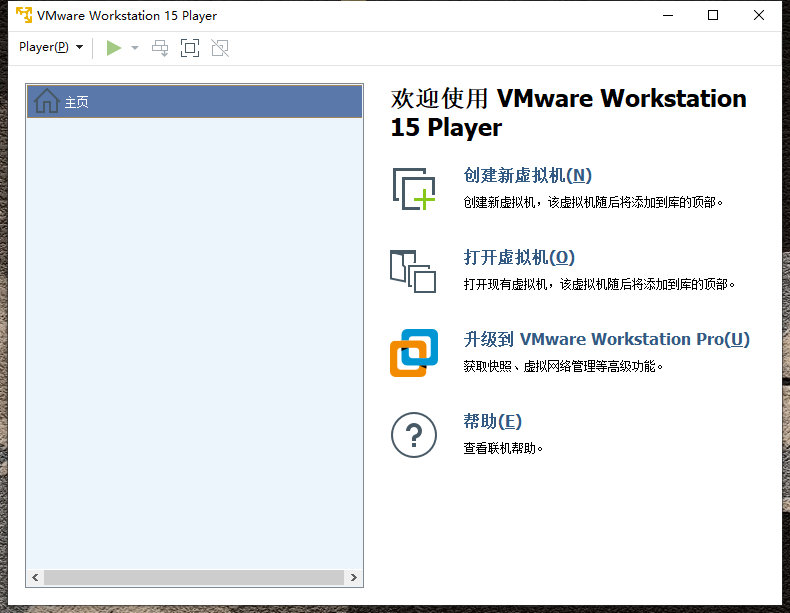 VMware Workstation 15 Player
Player(P)
主页
欢迎使用 VMware Workstation
15 Player
创建新虚拟机(N)
创建新虚拟机，该虚拟机随后将添加到库的顶部。
打开虚拟机(O)
打开现有虚拟机，该虚拟机随后将添加到库的顶部。
升级到 VMware Workstation Pro(U)
获取快照、虚拟网络管理等高级功能。
帮助(E)
查看联机帮助。